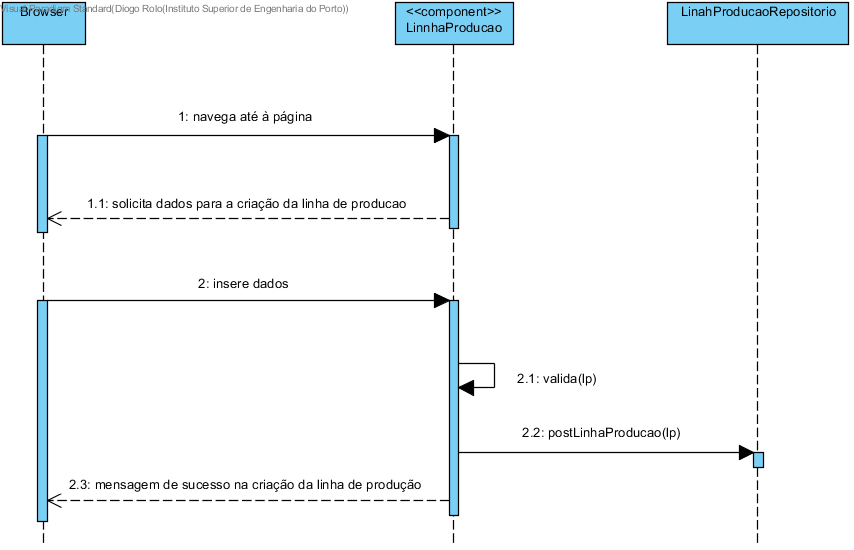 Visual Paradigm Standard(Diogo Rolo(Instituto Superior de Engenharia do Porto))
Browser
<<component>>
LinnhaProducao
LinahProducaoRepositorio
1: navega até à página
1.1: solicita dados para a criação da linha de producao
2: insere dados
2.1: valida(lp)
2.2: postLinhaProducao(lp)
2.3: mensagem de sucesso na criação da linha de produção